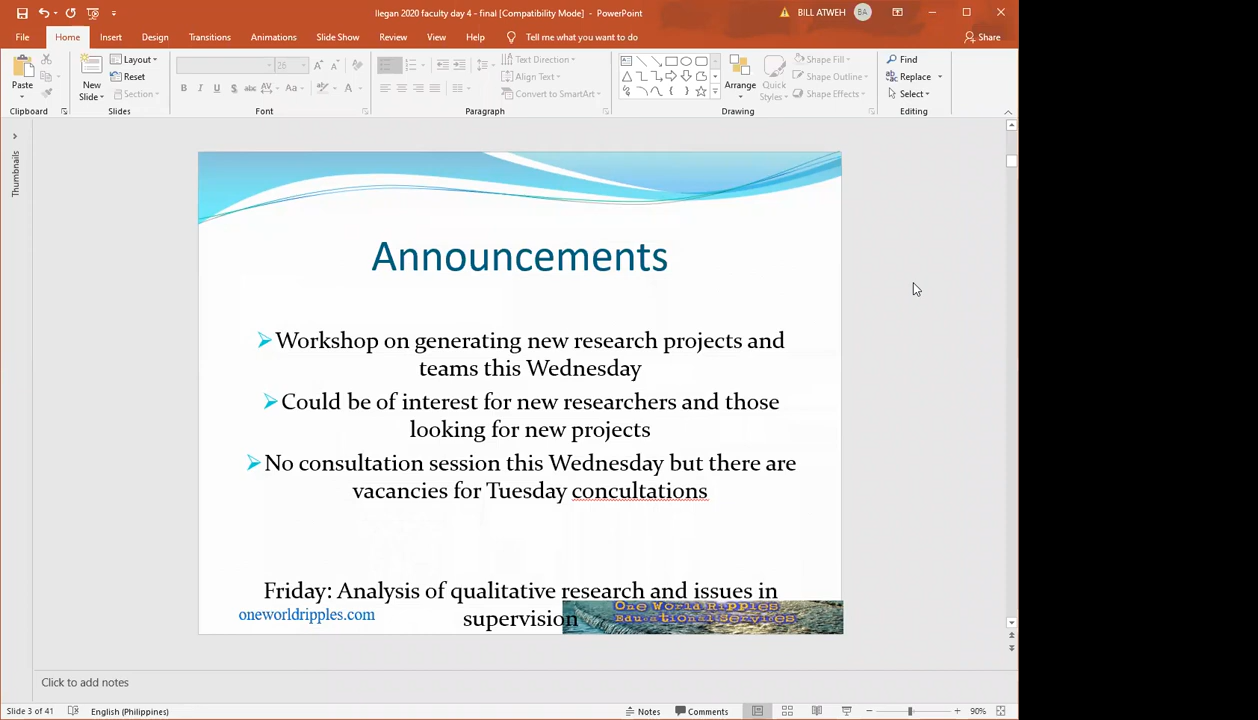 Ilegan 2020 faculty day 4 - final [Compatibility Mode] - PowerPoint
BILL ATWEH BA
File Home Insert Design Transitions Animations Slide Show Review View Help Tell me what you want to do Share
Paste New Slide Layout Reset Section 26 Text Direction Align Text Convert to SmartArt Arrange Quick Styles Shape Fill Shape Outline Shape Effects Find Replace Select
Clipboard Slides Font Paragraph Drawing Editing
Thumbnails
Announcements
Workshop on generating new research projects and
teams this Wednesday
Could be of interest for new researchers and those
looking for new projects
No consultation session this Wednesday but there are
vacancies for Tuesday concultations
Friday: Analysis of qualitative research and issues in
supervision
oneworldripples.com
One World Ripples
Educational Services
Click to add notes
Slide 3 of 41 English (Philippines) Notes Comments 90%